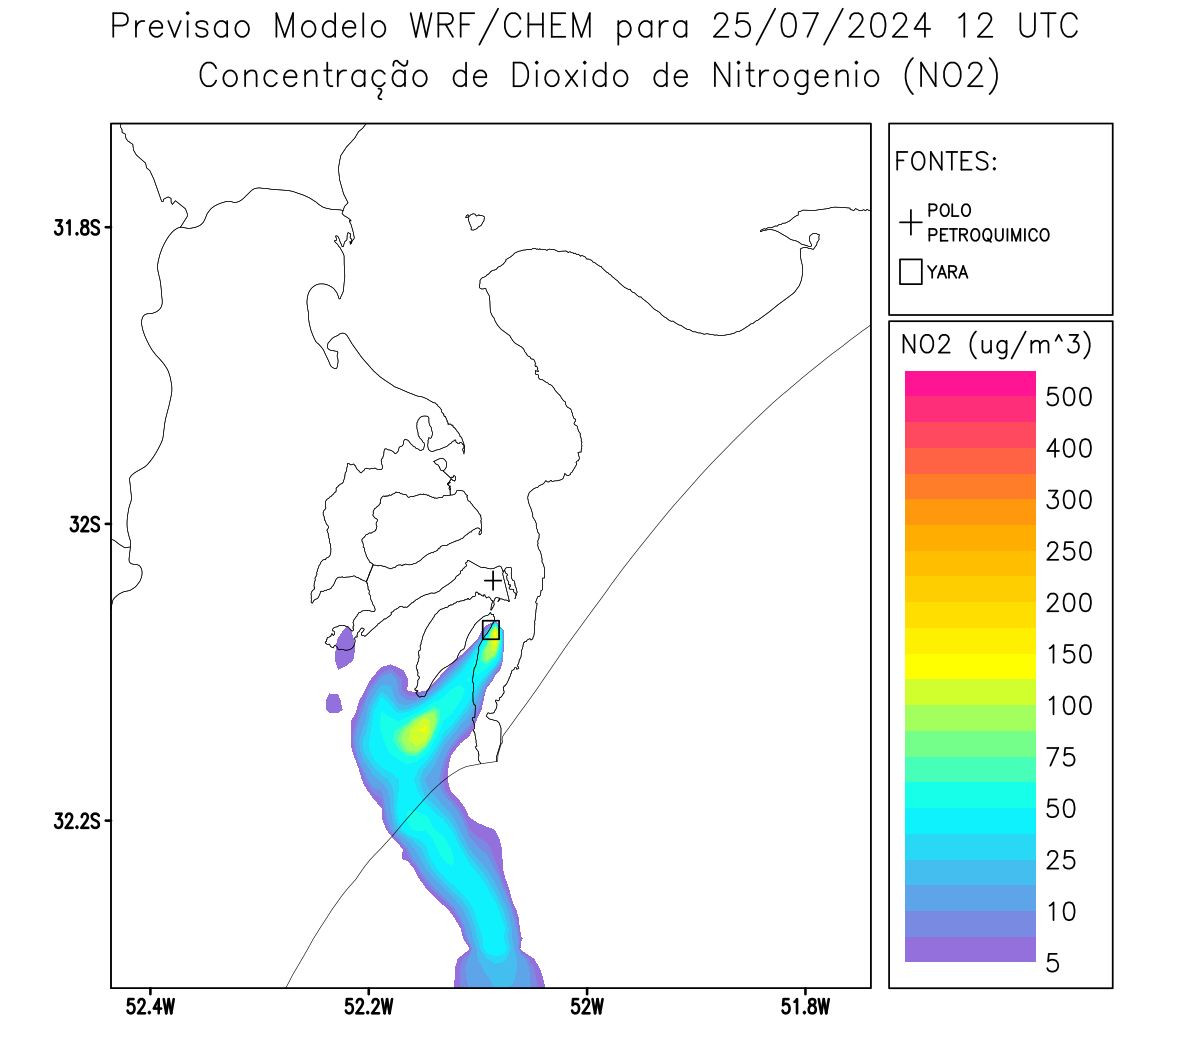 Previsao Modelo WRF/CHEM para 25/07/2024 12 UTC
Concentração de Dioxido de Nitrogenio (NO2)
FONTES:
POLO
PETROQUIMICO
YARA
NO2 (ug/m^3)
500
400
300
250
200
150
100
75
50
25
10
5
31.8S
32S
32.2S
52.4W
52.2W
52W
51.8W